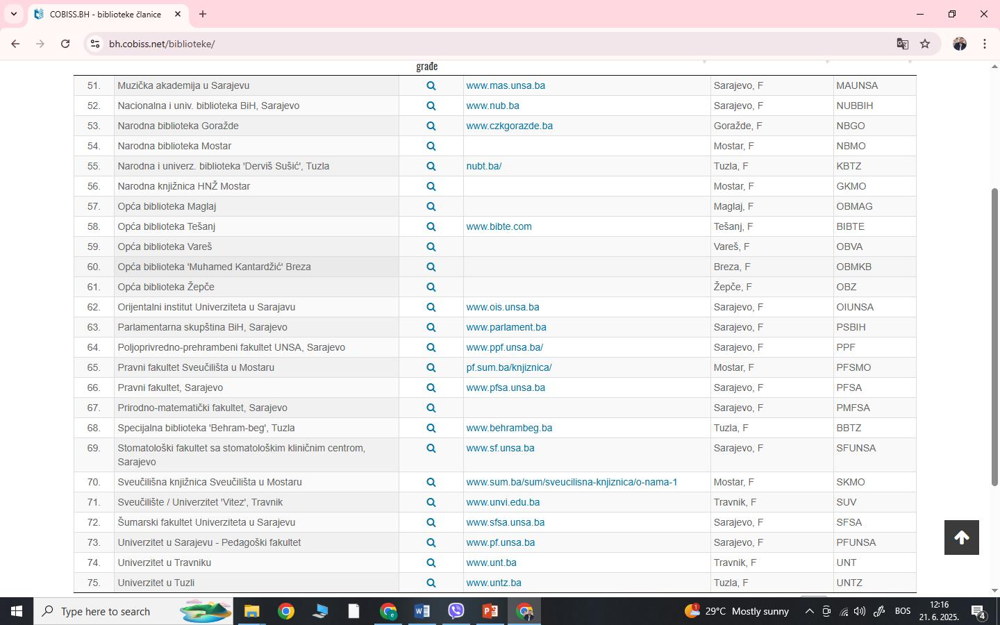 COBISS.BH - biblioteke članice
bh.cobiss.net/biblioteke/
građe
51. Muzička akademija u Sarajevu www.mas.unsa.ba Sarajevo, F MAUNSA
52. Nacionalna i univ. biblioteka BiH, Sarajevo www.nub.ba Sarajevo, F NUBBIH
53. Narodna biblioteka Goražde www.czkgorazde.ba Goražde, F NBGO
54. Narodna biblioteka Mostar Mostar, F NBMO
55. Narodna i univerz. biblioteka 'Derviš Sušić', Tuzla nubt.ba/ Tuzla, F KBTZ
56. Narodna knjižnica HNŽ Mostar Mostar, F GKMO
57. Opća biblioteka Maglaj Maglaj, F OBMAG
58. Opća biblioteka Tešanj www.bibte.com Tešanj, F BIBTE
59. Opća biblioteka Vareš Vareš, F OBVA
60. Opća biblioteka 'Muhamed Kantardžić' Breza Breza, F OBMKB
61. Opća biblioteka Žepče Žepče, F OBZ
62. Orijentalni institut Univerziteta u Sarajavu www.ois.unsa.ba Sarajevo, F OIUNSA
63. Parlamentarna skupština BiH, Sarajevo www.parlament.ba Sarajevo, F PSBIH
64. Poljoprivredno-prehrambeni fakultet UNSA, Sarajevo www.ppf.unsa.ba/ Sarajevo, F PPF
65. Pravni fakultet Sveučilišta u Mostaru pf.sum.ba/knjiznica/ Mostar, F PFSMO
66. Pravni fakultet, Sarajevo www.pfsa.unsa.ba Sarajevo, F PFSA
67. Prirodno-matematički fakultet, Sarajevo Sarajevo, F PMFSA
68. Specijalna biblioteka 'Behram-beg', Tuzla www.behrambeg.ba Tuzla, F BBTZ
69. Stomatološki fakultet sa stomatološkim kliničnim centrom, www.sf.unsa.ba Sarajevo, F SFUNSA
Sarajevo
70. Sveučilišna knjižnica Sveučilišta u Mostaru www.sum.ba/sum/sveucilisna-knjiznica/o-nama-1 Mostar, F SKMO
71. Sveučilište / Univerzitet 'Vitez', Travnik www.unvi.edu.ba Travnik, F SUV
72. Šumarski fakultet Univerziteta u Sarajevu www.sfsa.unsa.ba Sarajevo, F SFSA
73. Univerzitet u Sarajevu - Pedagoški fakultet www.pf.unsa.ba Sarajevo, F PFUNSA
74. Univerzitet u Travniku www.unt.ba Travnik, F UNT
75. Univerzitet u Tuzli www.untz.ba Tuzla, F UNTZ
Type here to search 1 29°C Mostly sunny BOS 12:16
21. 6. 2025. 4